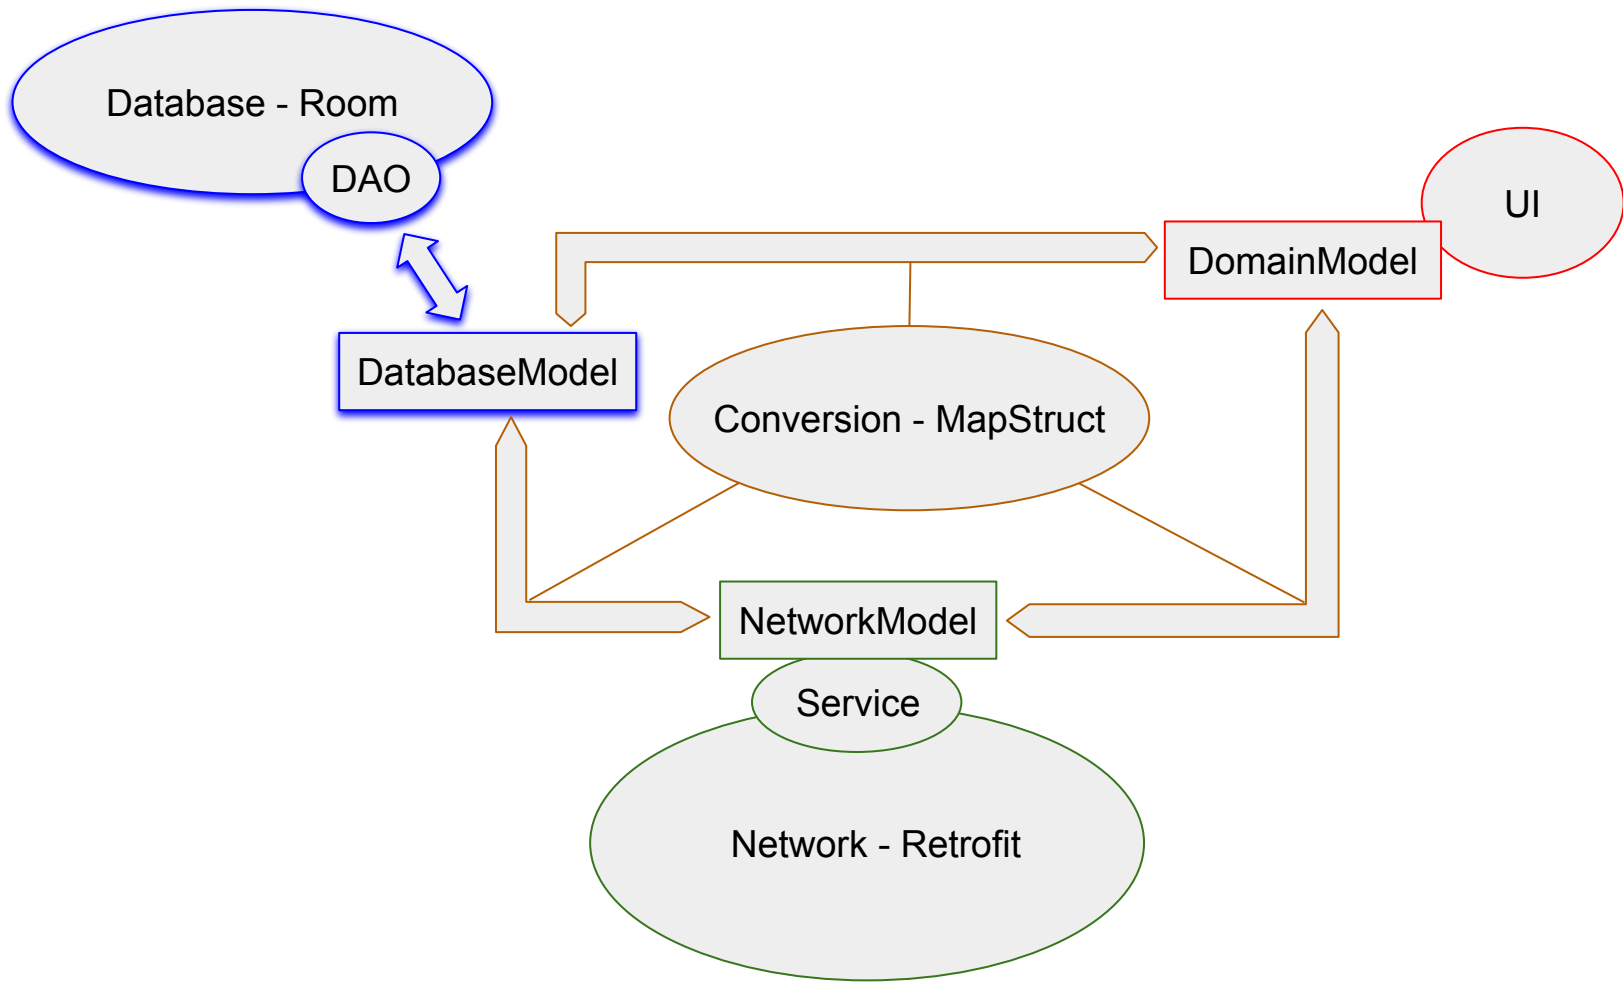 Database - Room
DAO
UI
DomainModel
DatabaseModel
Conversion - MapStruct
NetworkModel
Service
Network - Retrofit